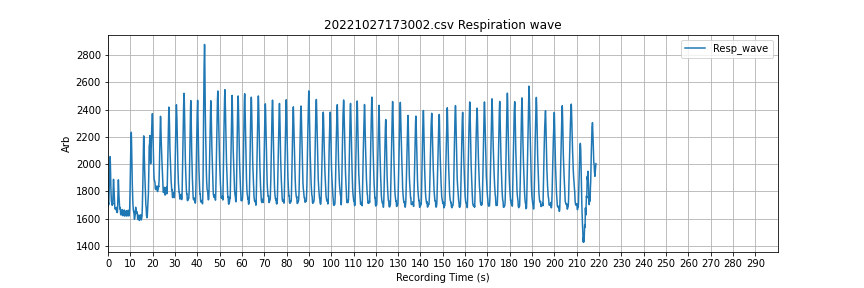 20221027173002.csv Respiration wave
Resp_wave
2800
2600
2400
2200
2000
1800
1600
1400
Arb
0 10 20 30 40 50 60 70 80 90 100 110 120 130 140 150 160 170 180 190 200 210 220 230 240 250 260 270 280 290
Recording Time (s)